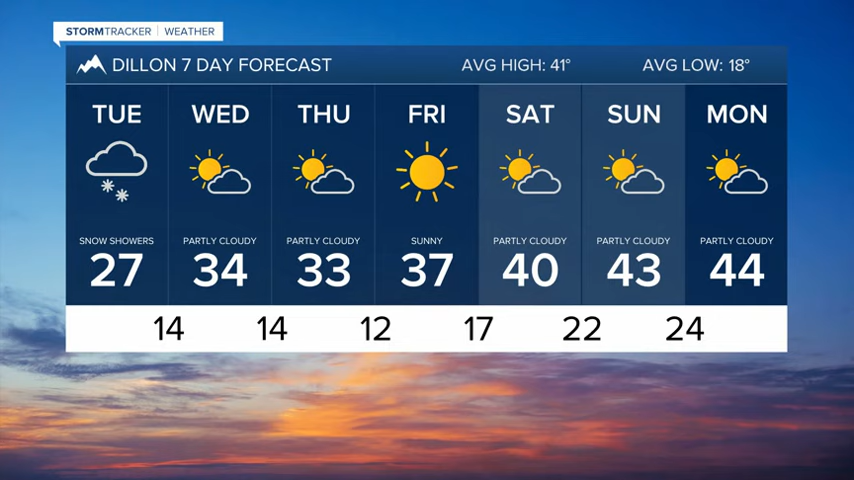 STORMTRACKER | WEATHER
DILLON 7 DAY FORECAST AVG HIGH: 41° AVG LOW: 18°
TUE WED THU FRI SAT SUN MON
SNOW SHOWERS PARTLY CLOUDY PARTLY CLOUDY SUNNY PARTLY CLOUDY PARTLY CLOUDY PARTLY CLOUDY
27 34 33 37 40 43 44
14 14 12 17 22 24